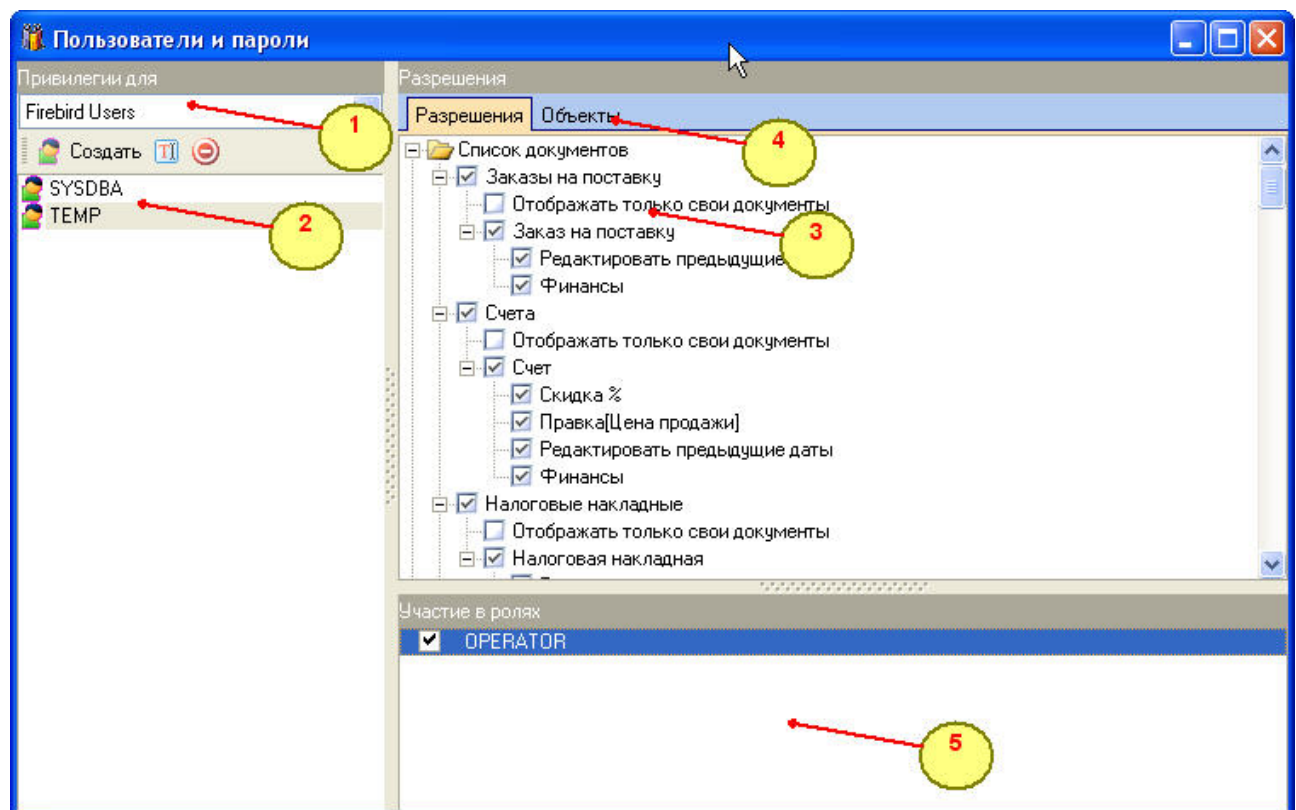 Пользователи и пароли
Привилегии для
Firebird Users
1
Создать
SYSDBA
TEMP
2
Разрешения
Разрешения Объекты
4
Список документов
Заказы на поставку
Отображать только свои документы
3
Заказ на поставку
Редактировать предыдущие
Финансы
Счета
Отображать только свои документы
Счет
Скидка %
Правка[Цена продажи]
Редактировать предыдущие даты
Финансы
Налоговые накладные
Отображать только свои документы
Налоговая накладная
Участие в ролях
OPERATOR
5